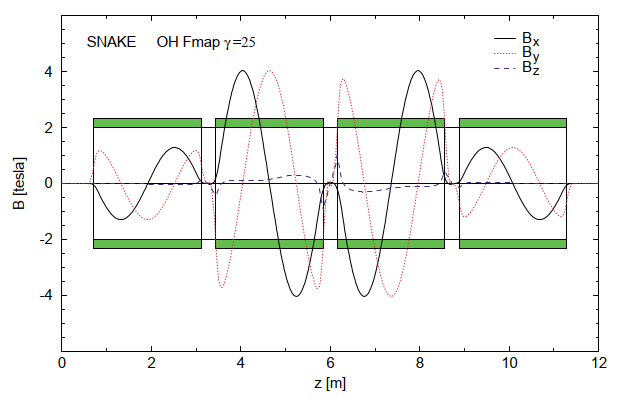 SNAKE OH Fmap γ=25
Bx
By
Bz
4
2
0
-2
-4
B [tesla]
0 2 4 6 8 10 12
z [m]